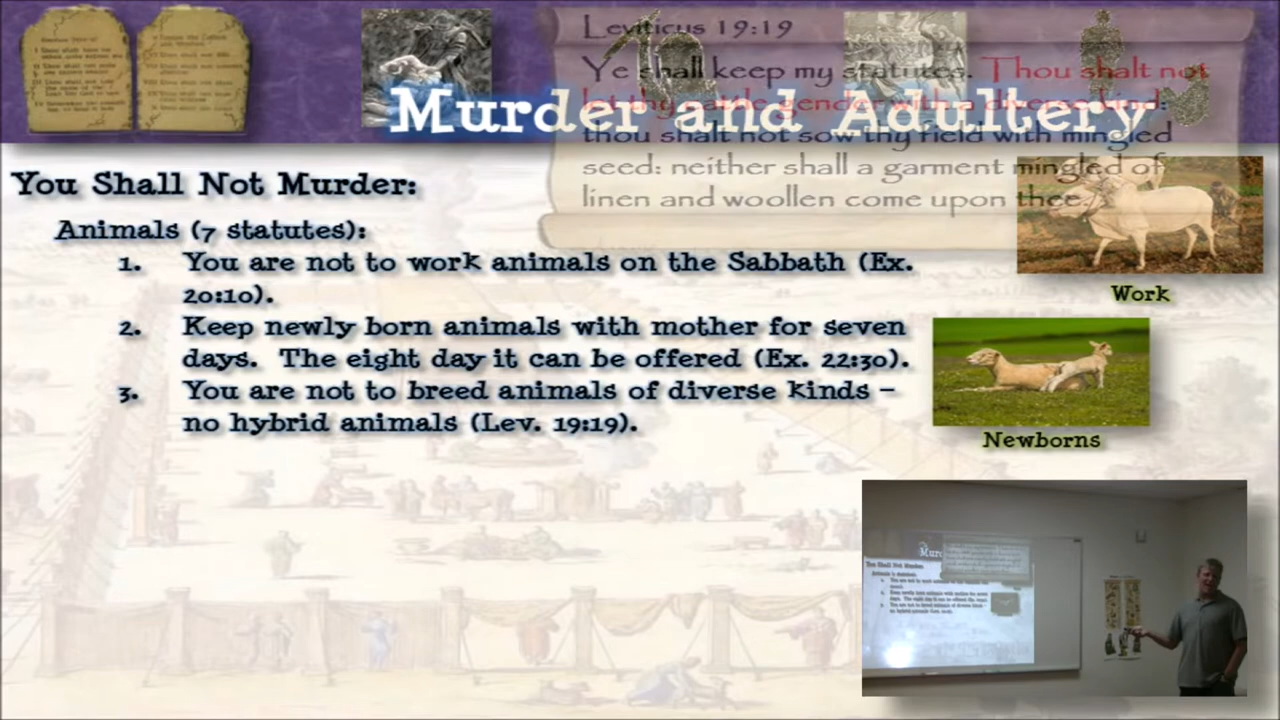 Leviticus 19:19
Ye shall keep my statutes. Thou shalt not
let thy cattle gender with a diverse kind:
thou shalt not sow thy field with mingled
seed: neither shall a garment mingled of
linen and woollen come upon thee.
Murder and Adultery
You Shall Not Murder:
Animals (7 statutes):
1. You are not to work animals on the Sabbath (Ex.
20:10).
2. Keep newly born animals with mother for seven
days. The eight day it can be offered (Ex. 22:30).
3. You are not to breed animals of diverse kinds –
no hybrid animals (Lev. 19:19).
Work
Newborns
You Shall Not Murder: